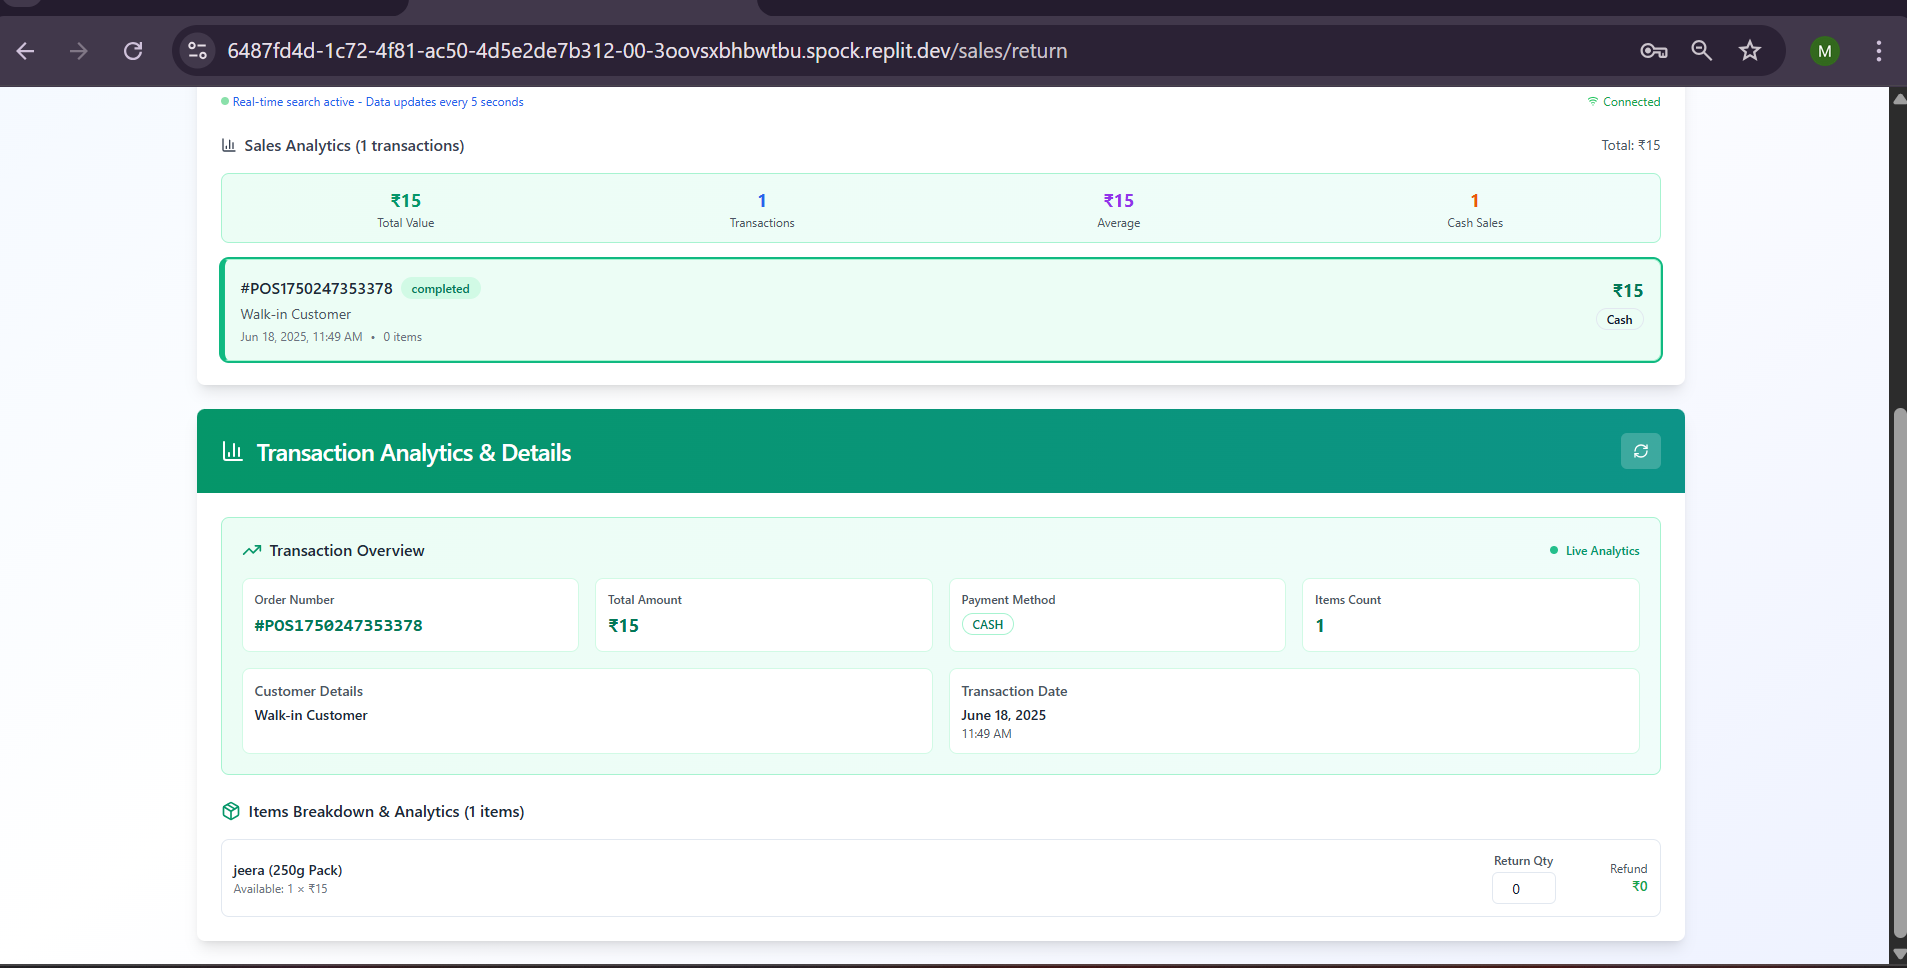 6487fd4d-1c72-4f81-ac50-4d5e2de7b312-00-3oovsxbhbwtbu.spock.replit.dev/sales/return
M
Real-time search active - Data updates every 5 seconds
Connected
Sales Analytics (1 transactions)
Total: ₹15
₹15
Total Value
1
Transactions
₹15
Average
1
Cash Sales
#POS1750247353378 completed
₹15
Walk-in Customer
Cash
Jun 18, 2025, 11:49 AM • 0 items
Transaction Analytics & Details
Transaction Overview
Live Analytics
Order Number
#POS1750247353378
Total Amount
₹15
Payment Method
CASH
Items Count
1
Customer Details
Walk-in Customer
Transaction Date
June 18, 2025
11:49 AM
Items Breakdown & Analytics (1 items)
jeera (250g Pack)
Available: 1 × ₹15
Return Qty
0
Refund
₹0